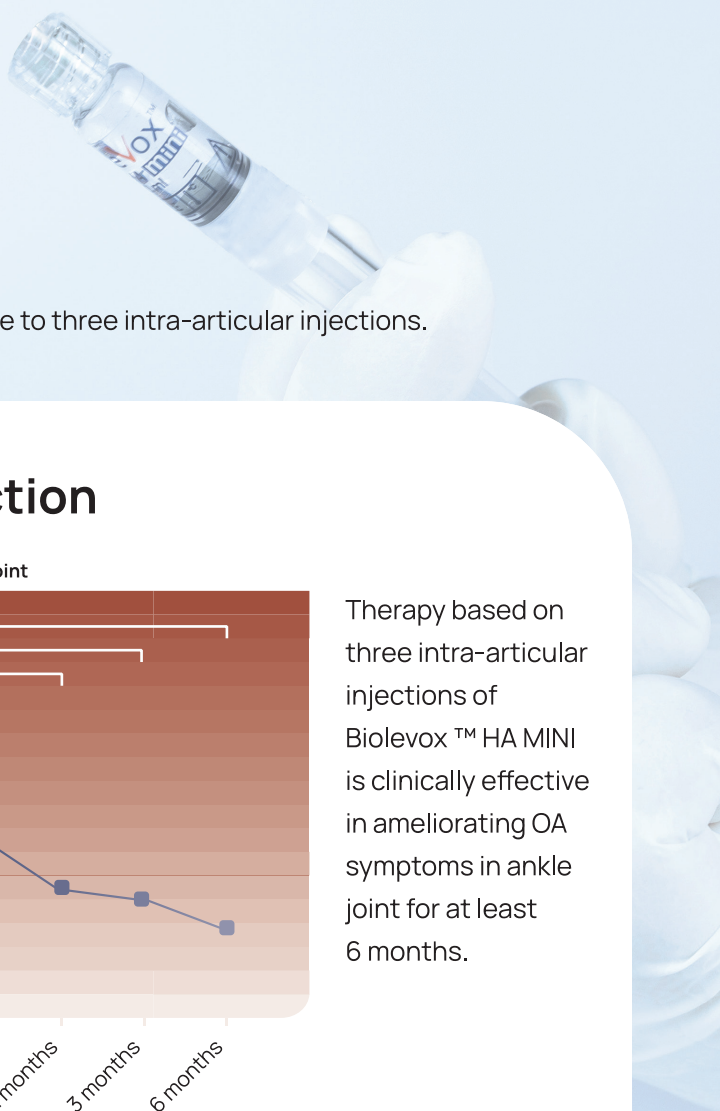 vox™
mini
e to three intra-articular injections.
ction
oint
Therapy based on
three intra-articular
injections of
Biolevox ™ HA MINI
is clinically effective
in ameliorating OA
symptoms in ankle
joint for at least
6 months.
months
3 months
6 months